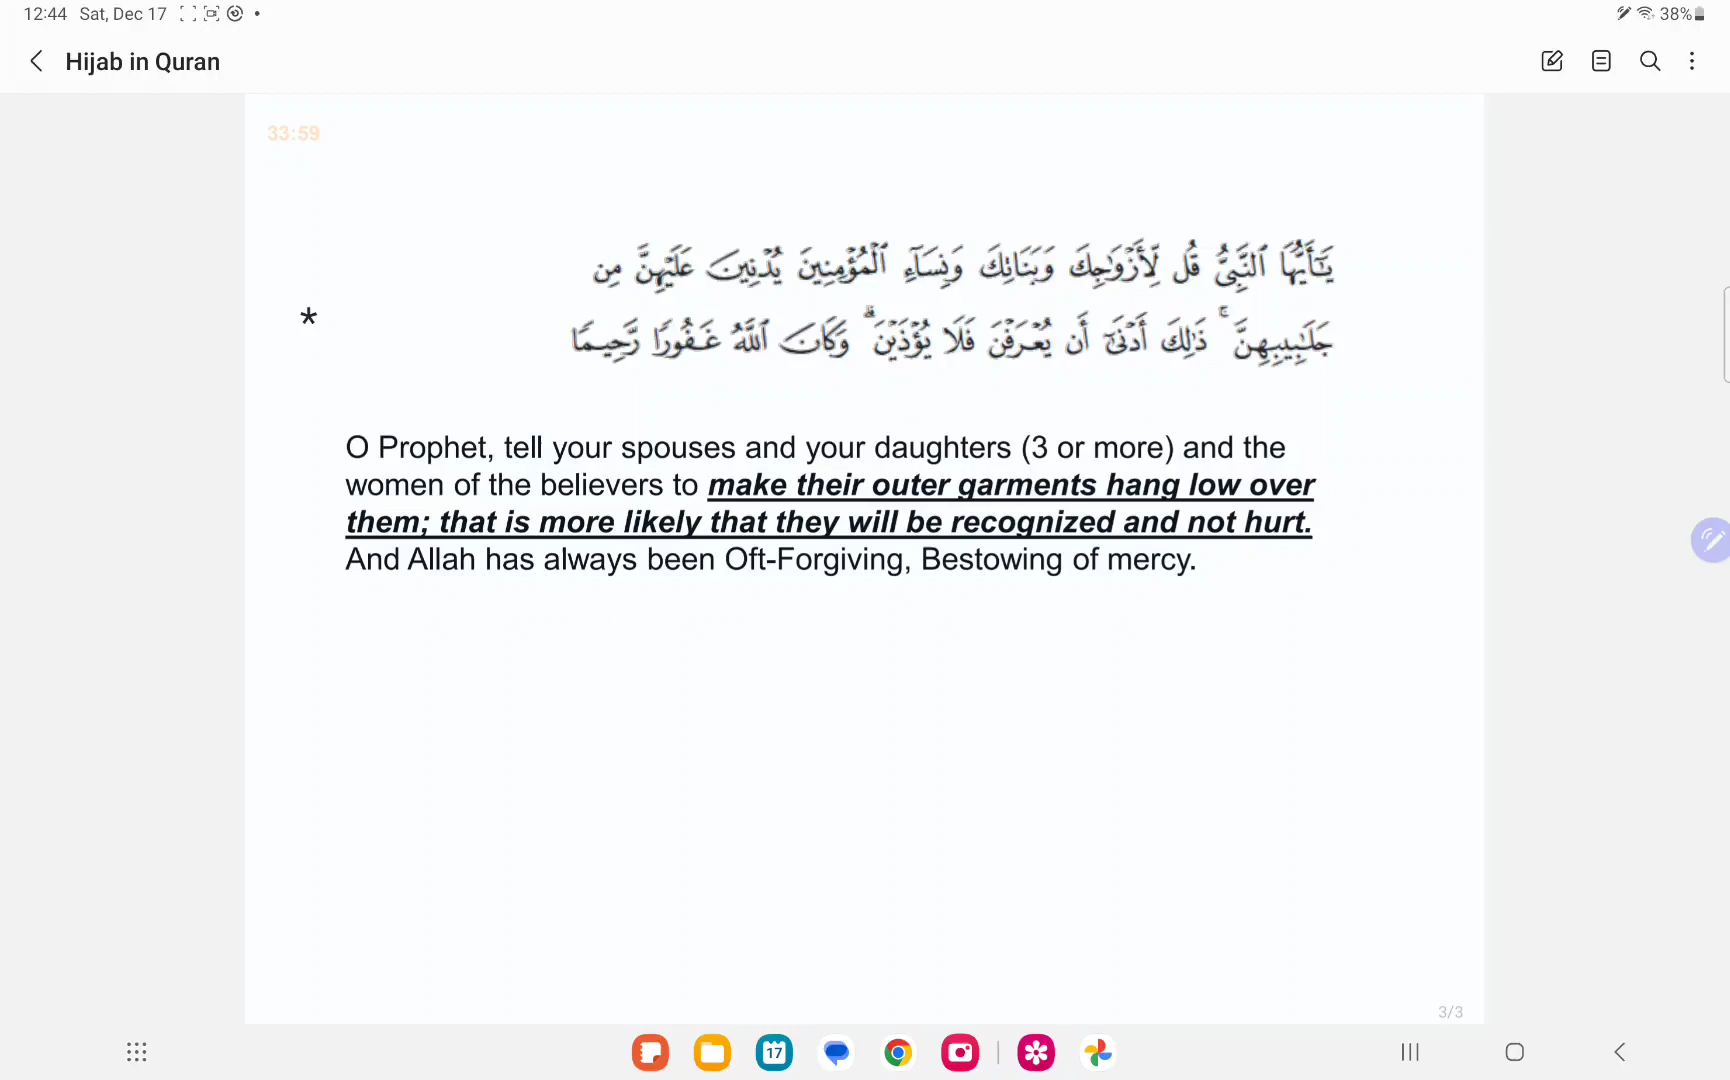 12:44 Sat, Dec 17
38%
Hijab in Quran
33:59
يَـٰٓأَيُّهَا ٱلنَّبِىُّ قُل لِّأَزْوَٰجِكَ وَبَنَاتِكَ وَنِسَآءِ ٱلْمُؤْمِنِينَ يُدْنِينَ عَلَيْهِنَّ مِن
*
جَلَـٰبِيبِهِنَّ ۚ ذَٰلِكَ أَدْنَىٰٓ أَن يُعْرَفْنَ فَلَا يُؤْذَيْنَ ۗ وَكَانَ ٱللَّهُ غَفُورًا رَّحِيمًا
O Prophet, tell your spouses and your daughters (3 or more) and the
women of the believers to make their outer garments hang low over
them; that is more likely that they will be recognized and not hurt.
And Allah has always been Oft-Forgiving, Bestowing of mercy.
3/3
17